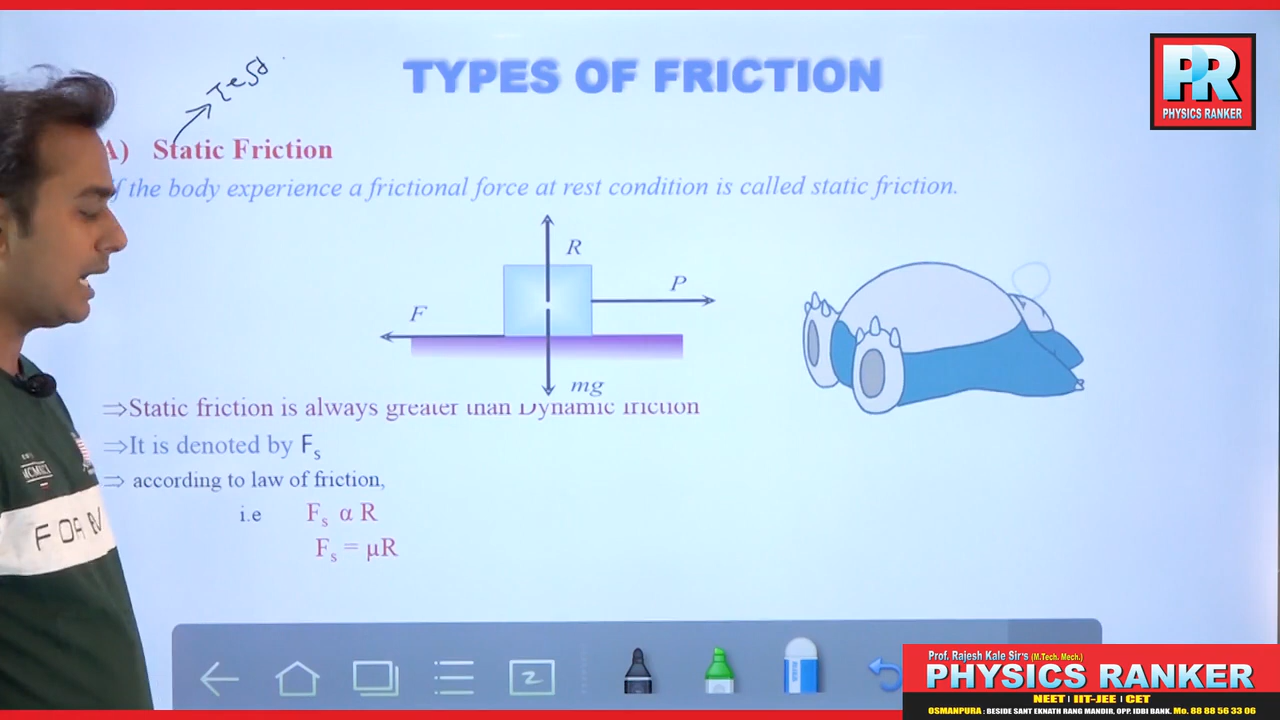 TYPES OF FRICTION
PR
PHYSICS RANKER
A) Static Friction
If the body experience a frictional force at rest condition is called static friction.
R
P
F
mg
⇒Static friction is always greater than Dynamic friction
⇒It is denoted by Fₛ
⇒ according to law of friction,
i.e Fₛ α R
Fₛ = μR
FOR
Prof. Rajesh Kale Sir's (M.Tech. Mech.)
PHYSICS RANKER
NEET | IIT-JEE | CET
OSMANPURA : BESIDE SANT EKNATH RANG MANDIR, OPP. IDBI BANK. Mo. 88 88 56 33 06